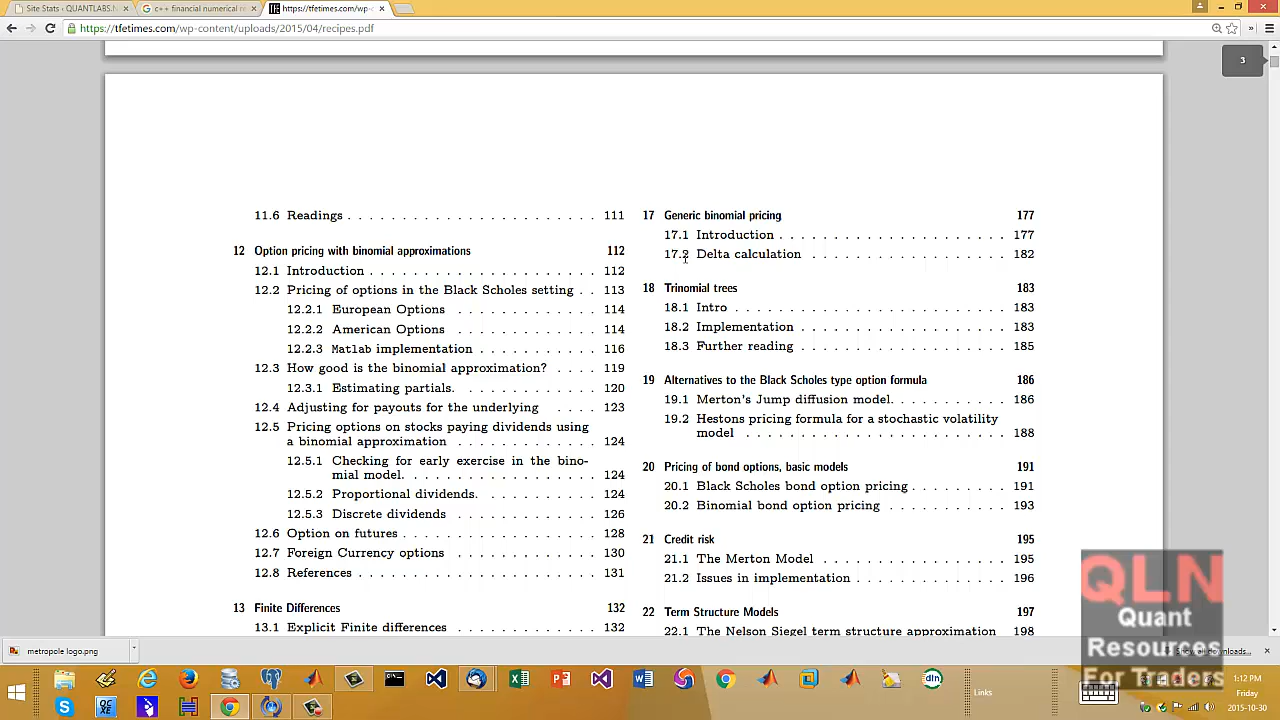 Site Stats ‹ QUANTLABS.N
c++ financial numerical re
https://tfetimes.com/wp-c
https://tfetimes.com/wp-content/uploads/2015/04/recipes.pdf
3
11.6 Readings . . . . . . . . . . . . . . . . . . . . . . . 111
12 Option pricing with binomial approximations 112
12.1 Introduction . . . . . . . . . . . . . . . . . . . . . 112
12.2 Pricing of options in the Black Scholes setting . . 113
12.2.1 European Options . . . . . . . . . . . . . 114
12.2.2 American Options . . . . . . . . . . . . . 114
12.2.3 Matlab implementation . . . . . . . . . . . 116
12.3 How good is the binomial approximation? . . . . 119
12.3.1 Estimating partials. . . . . . . . . . . . . 120
12.4 Adjusting for payouts for the underlying . . . . 123
12.5 Pricing options on stocks paying dividends using
a binomial approximation . . . . . . . . . . . . . 124
12.5.1 Checking for early exercise in the bino-
mial model. . . . . . . . . . . . . . . . . . 124
12.5.2 Proportional dividends. . . . . . . . . . . 124
12.5.3 Discrete dividends . . . . . . . . . . . . . 126
12.6 Option on futures . . . . . . . . . . . . . . . . . . 128
12.7 Foreign Currency options . . . . . . . . . . . . . 130
12.8 References . . . . . . . . . . . . . . . . . . . . . . 131
13 Finite Differences 132
13.1 Explicit Finite differences . . . . . . . . . . . . . 132
17 Generic binomial pricing 177
17.1 Introduction . . . . . . . . . . . . . . . . . . . . . 177
17.2 Delta calculation . . . . . . . . . . . . . . . . . . 182
18 Trinomial trees 183
18.1 Intro . . . . . . . . . . . . . . . . . . . . . . . . . 183
18.2 Implementation . . . . . . . . . . . . . . . . . . . 183
18.3 Further reading . . . . . . . . . . . . . . . . . . . 185
19 Alternatives to the Black Scholes type option formula 186
19.1 Merton's Jump diffusion model. . . . . . . . . . . 186
19.2 Hestons pricing formula for a stochastic volatility
model . . . . . . . . . . . . . . . . . . . . . . . . 188
20 Pricing of bond options, basic models 191
20.1 Black Scholes bond option pricing . . . . . . . . . 191
20.2 Binomial bond option pricing . . . . . . . . . . . 193
21 Credit risk 195
21.1 The Merton Model . . . . . . . . . . . . . . . . . 195
21.2 Issues in implementation . . . . . . . . . . . . . . 196
22 Term Structure Models 197
22.1 The Nelson Siegel term structure approximation 198
QLN
Quant
Resources
For Traders
metropole logo.png
Show all downloads...
Links
1:12 PM
Friday
2015-10-30